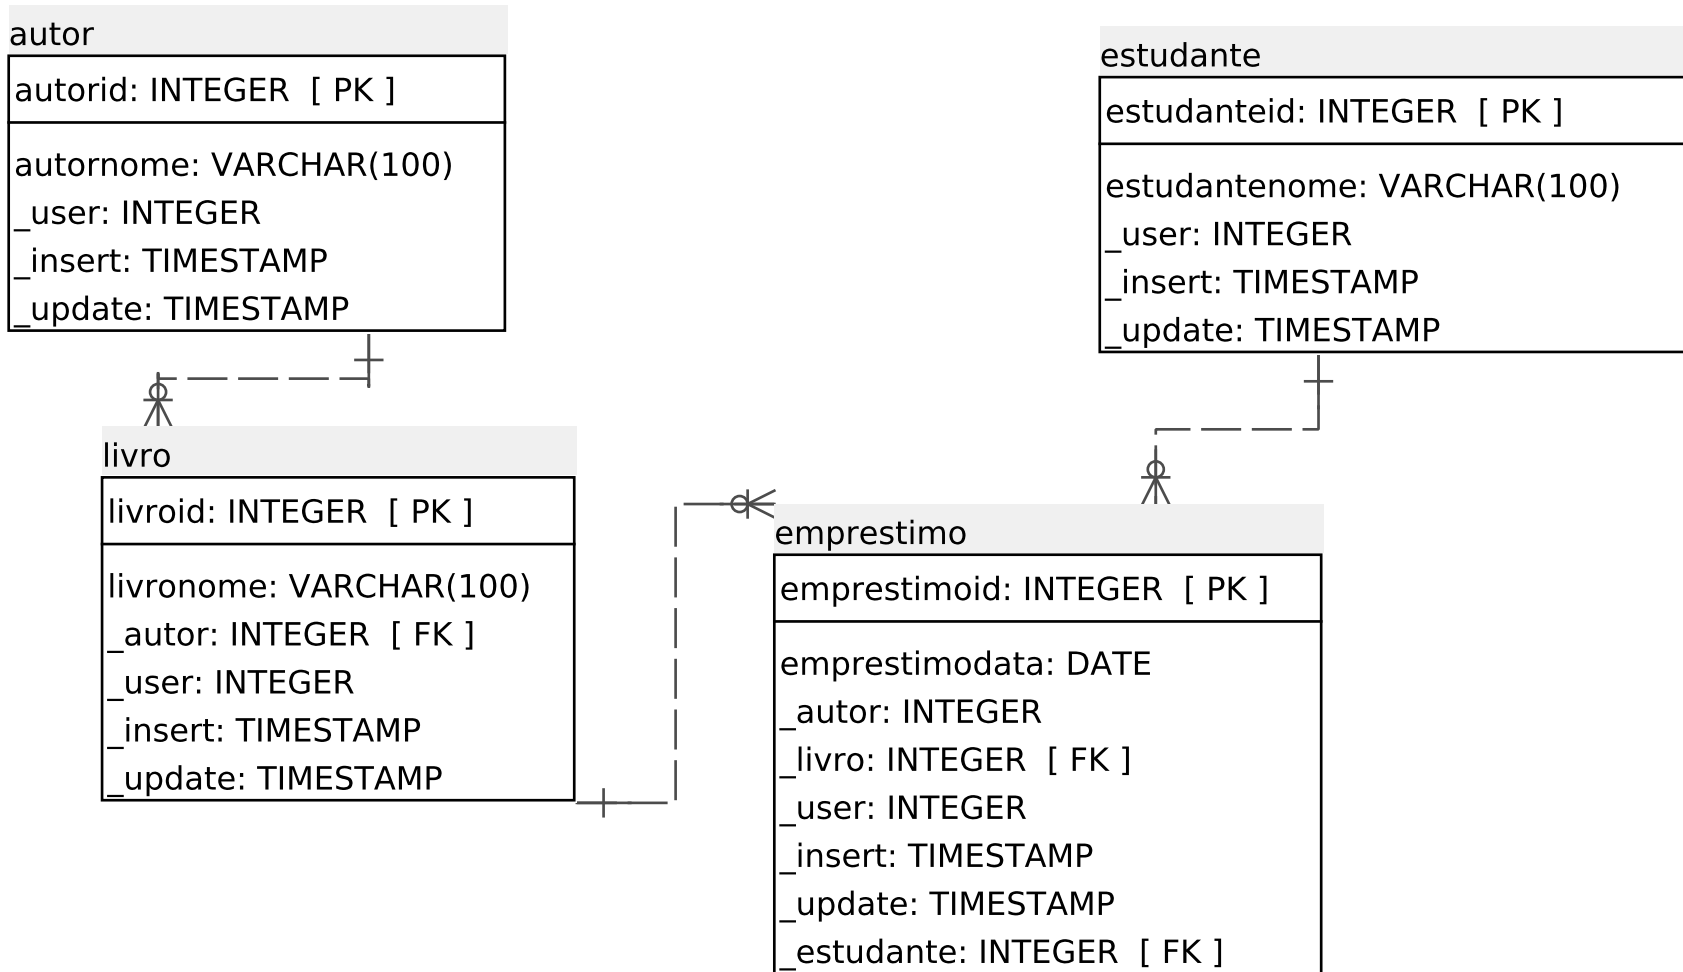 autor
autorid: INTEGER  [ PK ]
autornome: VARCHAR(100)
_user: INTEGER
_insert: TIMESTAMP
_update: TIMESTAMP
estudante
estudanteid: INTEGER  [ PK ]
estudantenome: VARCHAR(100)
_user: INTEGER
_insert: TIMESTAMP
_update: TIMESTAMP
livro
livroid: INTEGER  [ PK ]
livronome: VARCHAR(100)
_autor: INTEGER  [ FK ]
_user: INTEGER
_insert: TIMESTAMP
_update: TIMESTAMP
emprestimo
emprestimoid: INTEGER  [ PK ]
emprestimodata: DATE
_autor: INTEGER
_livro: INTEGER  [ FK ]
_user: INTEGER
_insert: TIMESTAMP
_update: TIMESTAMP
_estudante: INTEGER  [ FK ]